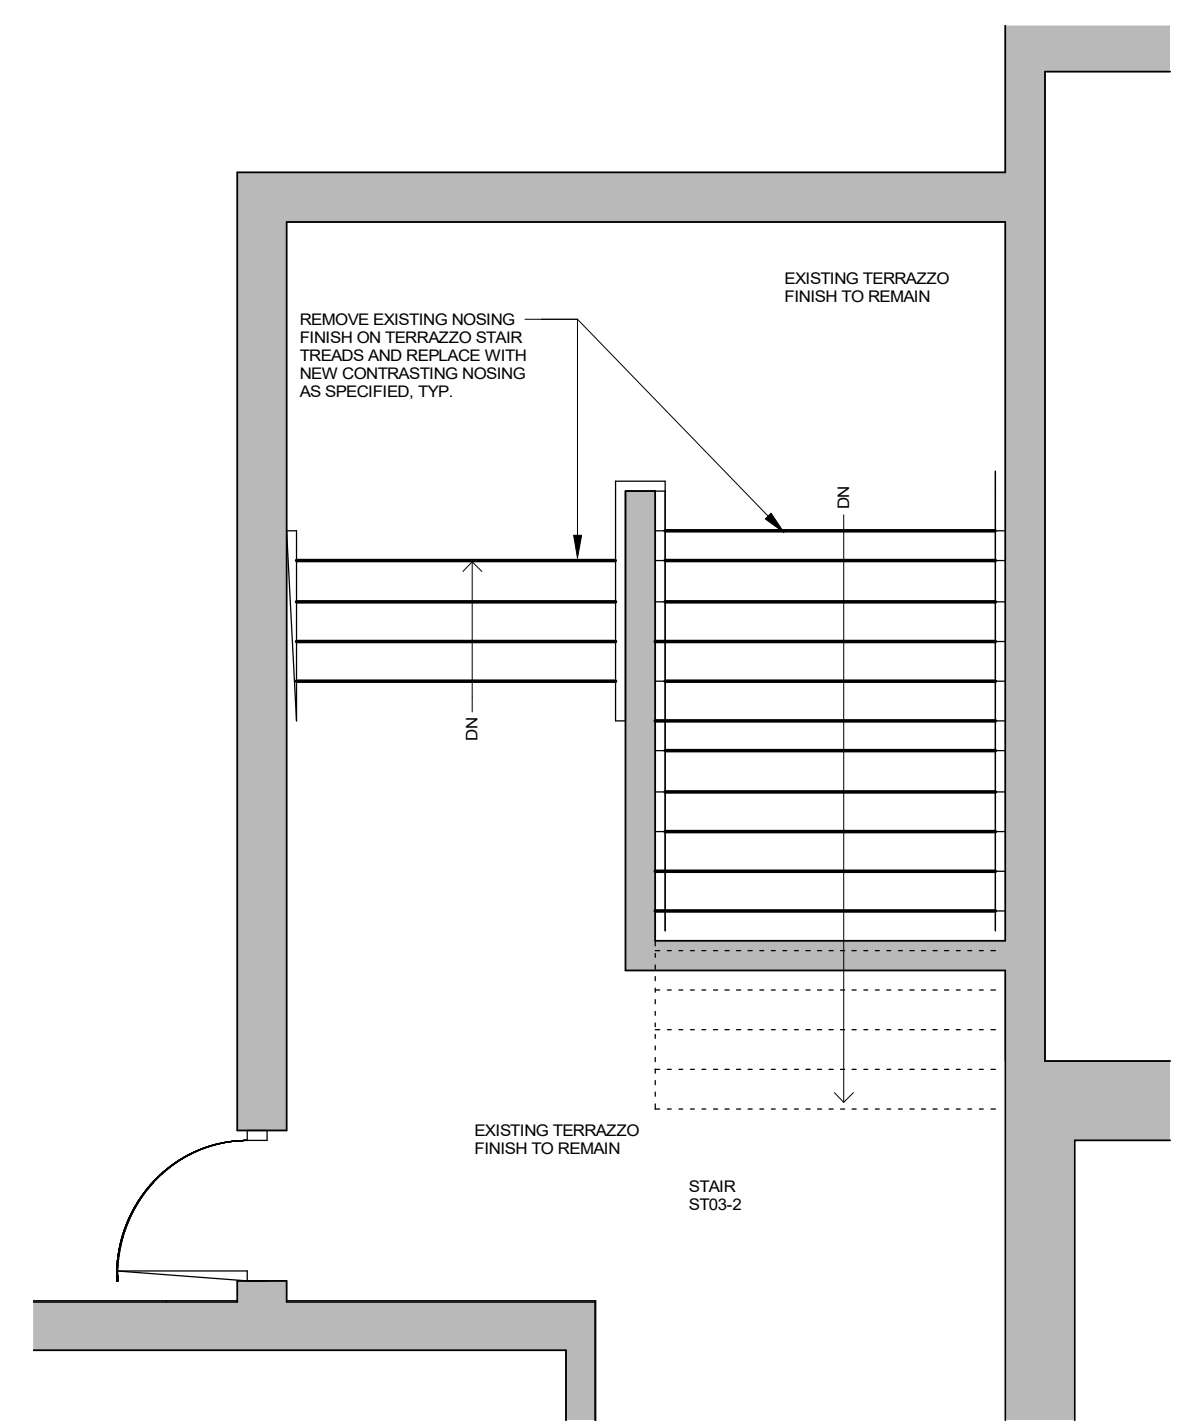 EXISTING TERRAZZO
FINISH TO REMAIN
REMOVE EXISTING NOSING
FINISH ON TERRAZZO STAIR
TREADS AND REPLACE WITH
NEW CONTRASTING NOSING
AS SPECIFIED, TYP.
DN
DN
EXISTING TERRAZZO
FINISH TO REMAIN
STAIR
ST03-2